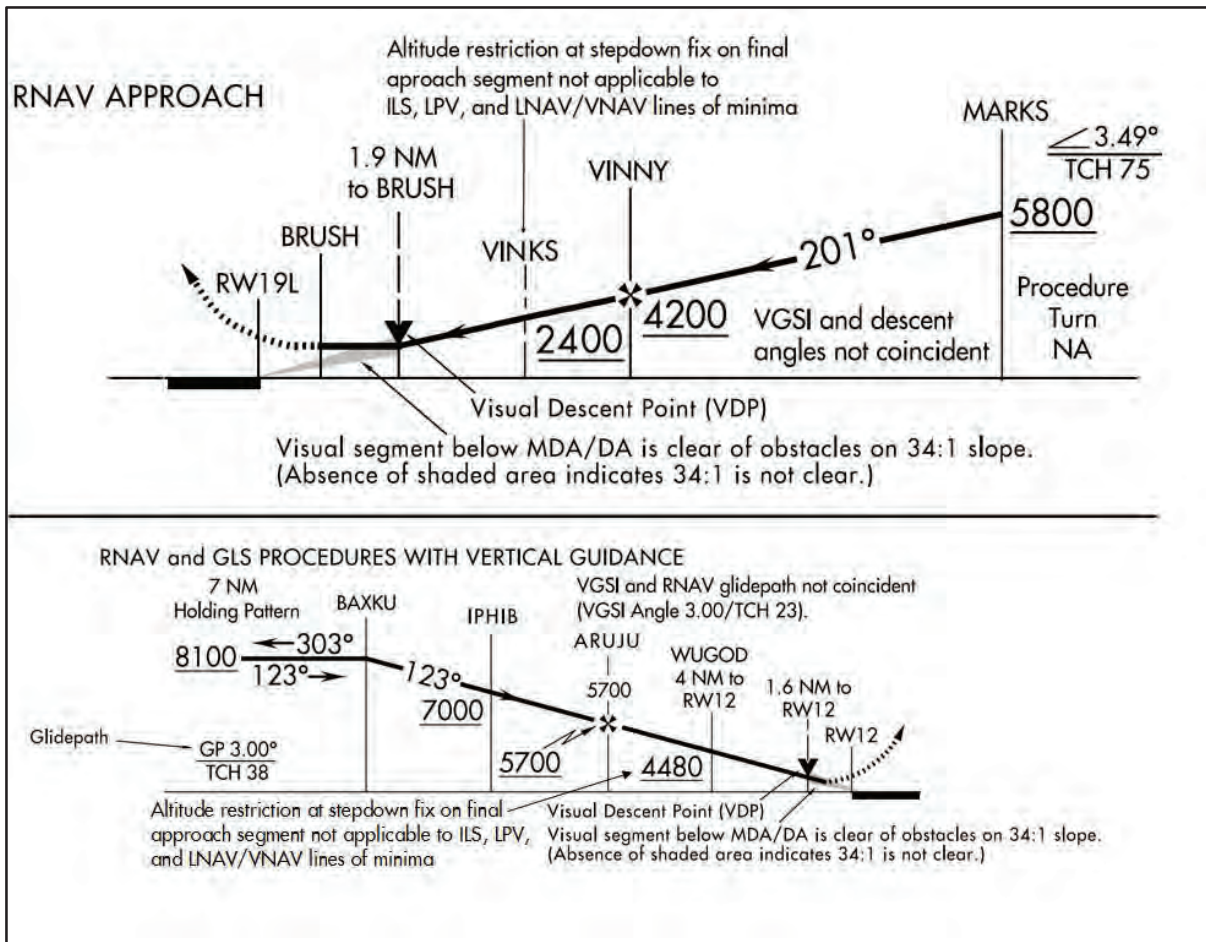 RNAV APPROACH
Altitude restriction at stepdown fix on final
aproach segment not applicable to
ILS, LPV, and LNAV/VNAV lines of minima
MARKS
3.49°
TCH 75
1.9 NM
to BRUSH
VINNY
5800
BRUSH
VINKS
201°
RW19L
Procedure
Turn
NA
2400
4200
VGSI and descent
angles not coincident
Visual Descent Point (VDP)
Visual segment below MDA/DA is clear of obstacles on 34:1 slope.
(Absence of shaded area indicates 34:1 is not clear.)
RNAV and GLS PROCEDURES WITH VERTICAL GUIDANCE
7 NM
Holding Pattern
BAXKU
IPHIB
VGSI and RNAV glidepath not coincident
(VGSI Angle 3.00/TCH 23).
ARUJU
303°
8100
123°
123°
5700
WUGOD
4 NM to
RW12
1.6 NM to
RW12
7000
RW12
Glidepath
GP 3.00°
TCH 38
5700
4480
Altitude restriction at stepdown fix on final
approach segment not applicable to ILS, LPV,
and LNAV/VNAV lines of minima
Visual Descent Point (VDP)
Visual segment below MDA/DA is clear of obstacles on 34:1 slope.
(Absence of shaded area indicates 34:1 is not clear.)